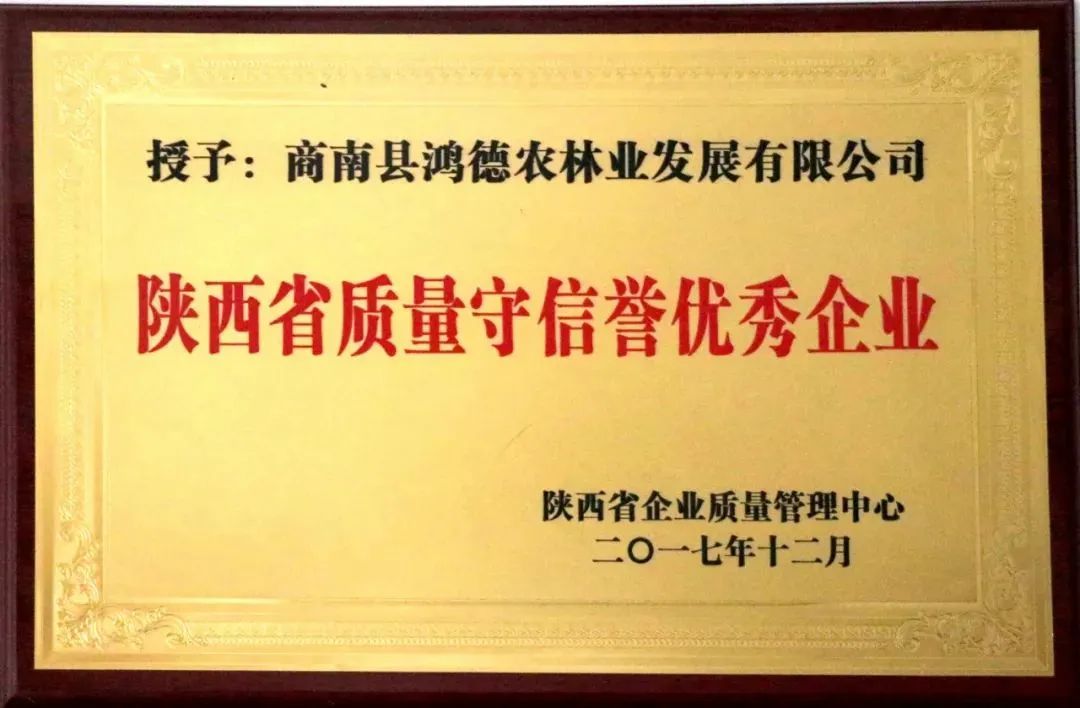 授予：商南县鸿德农林业发展有限公司
陕西省质量守信誉优秀企业
陕西省企业质量管理中心
二〇一七年十二月